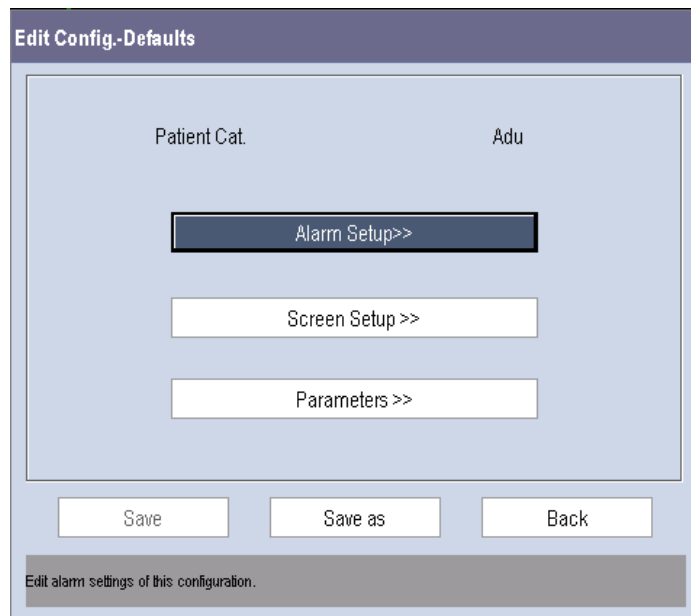 Edit Config.-Defaults
Patient Cat. Adu
Alarm Setup>>
Screen Setup >>
Parameters >>
Save Save as Back
Edit alarm settings of this configuration.